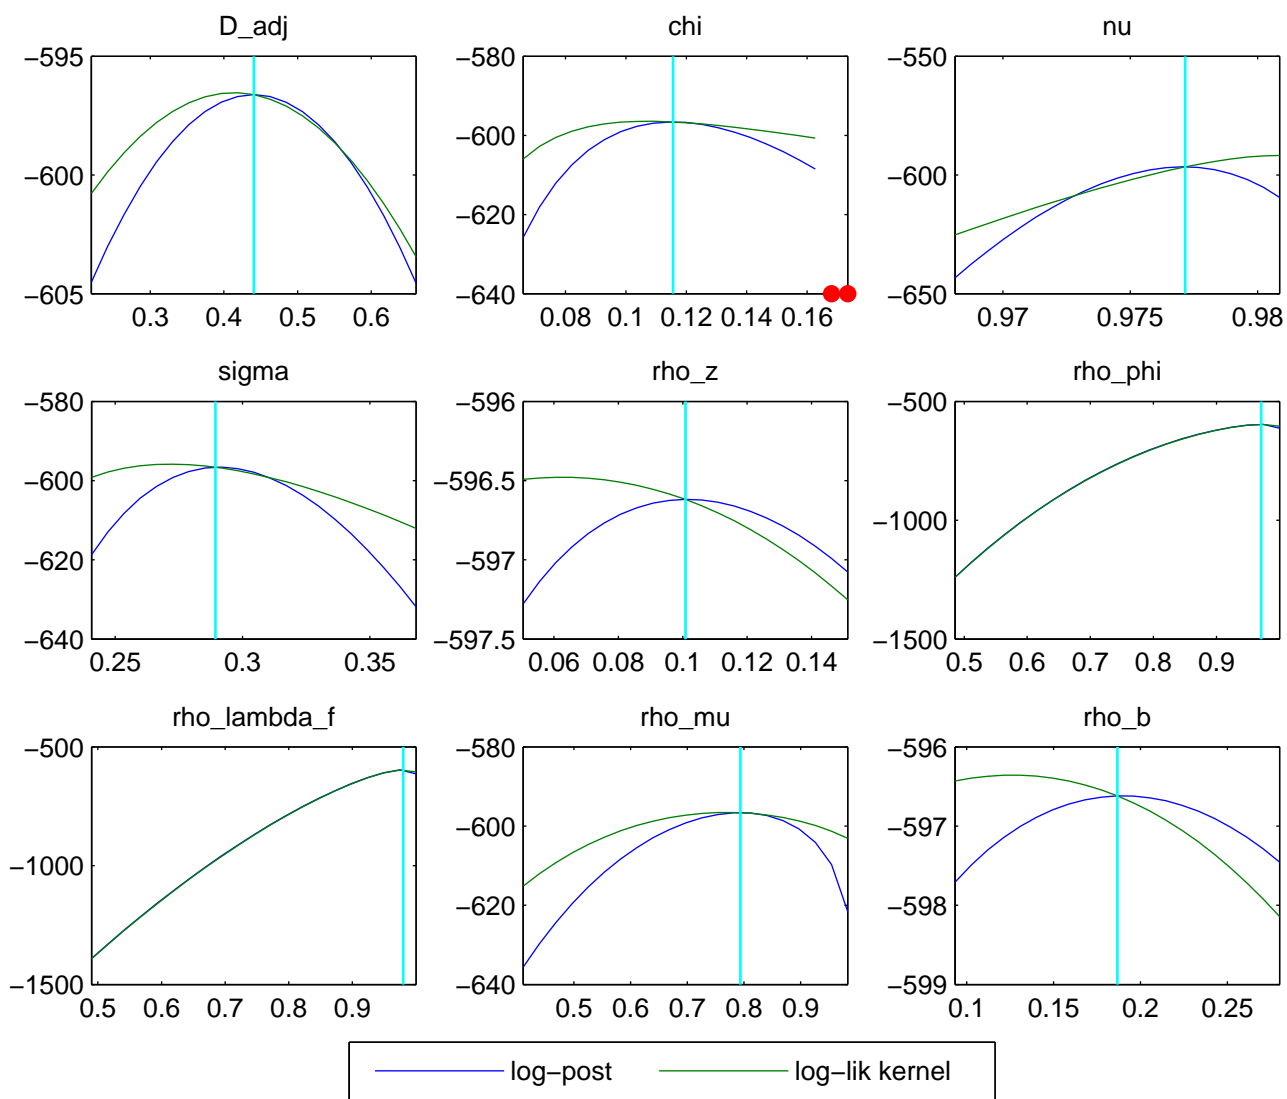 D_adj
−595
−600
−605
0.3 0.4 0.5 0.6
chi
−580
−600
−620
−640
0.08 0.1 0.12 0.14 0.16
nu
−550
−600
−650
0.97 0.975 0.98
sigma
−580
−600
−620
−640
0.25 0.3 0.35
rho_z
−596
−596.5
−597
−597.5
0.06 0.08 0.1 0.12 0.14
rho_phi
−500
−1000
−1500
0.5 0.6 0.7 0.8 0.9
rho_lambda_f
−500
−1000
−1500
0.5 0.6 0.7 0.8 0.9
rho_mu
−580
−600
−620
−640
0.5 0.6 0.7 0.8 0.9
rho_b
−596
−597
−598
−599
0.1 0.15 0.2 0.25
log−post log−lik kernel